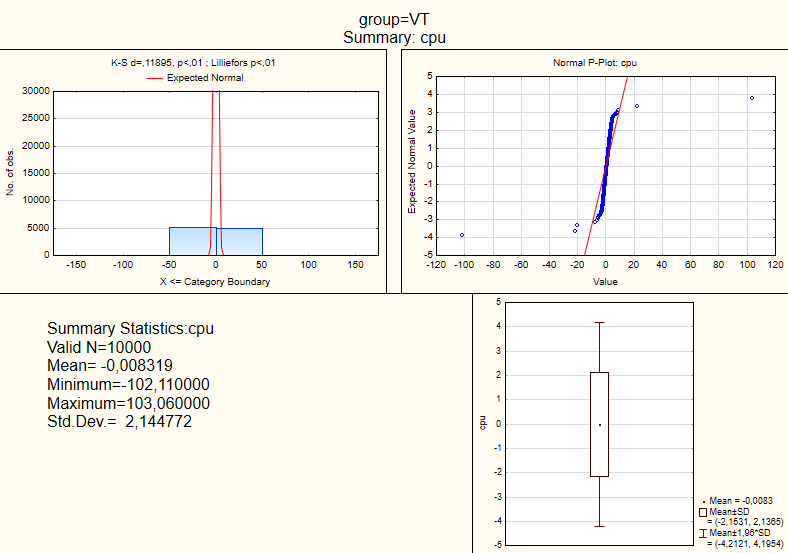 group=VT
Summary: cpu
K-S d=,11895, p<,01 ; Lilliefors p<,01
Expected Normal
30000
25000
20000
15000
10000
5000
0
No. of obs.
-150 -100 -50 0 50 100 150
X <= Category Boundary
Normal P-Plot: cpu
5
4
3
2
1
0
-1
-2
-3
-4
-5
Expected Normal Value
-120 -100 -80 -60 -40 -20 0 20 40 60 80 100 120
Value
Summary Statistics:cpu
Valid N=10000
Mean= -0,008319
Minimum=-102,110000
Maximum=103,060000
Std.Dev.= 2,144772
5
4
3
2
1
0
-1
-2
-3
-4
-5
cpu
Mean = -0,0083
Mean±SD
= (-2,1531, 2,1365)
Mean±1,96*SD
= (-4,2121, 4,1954)